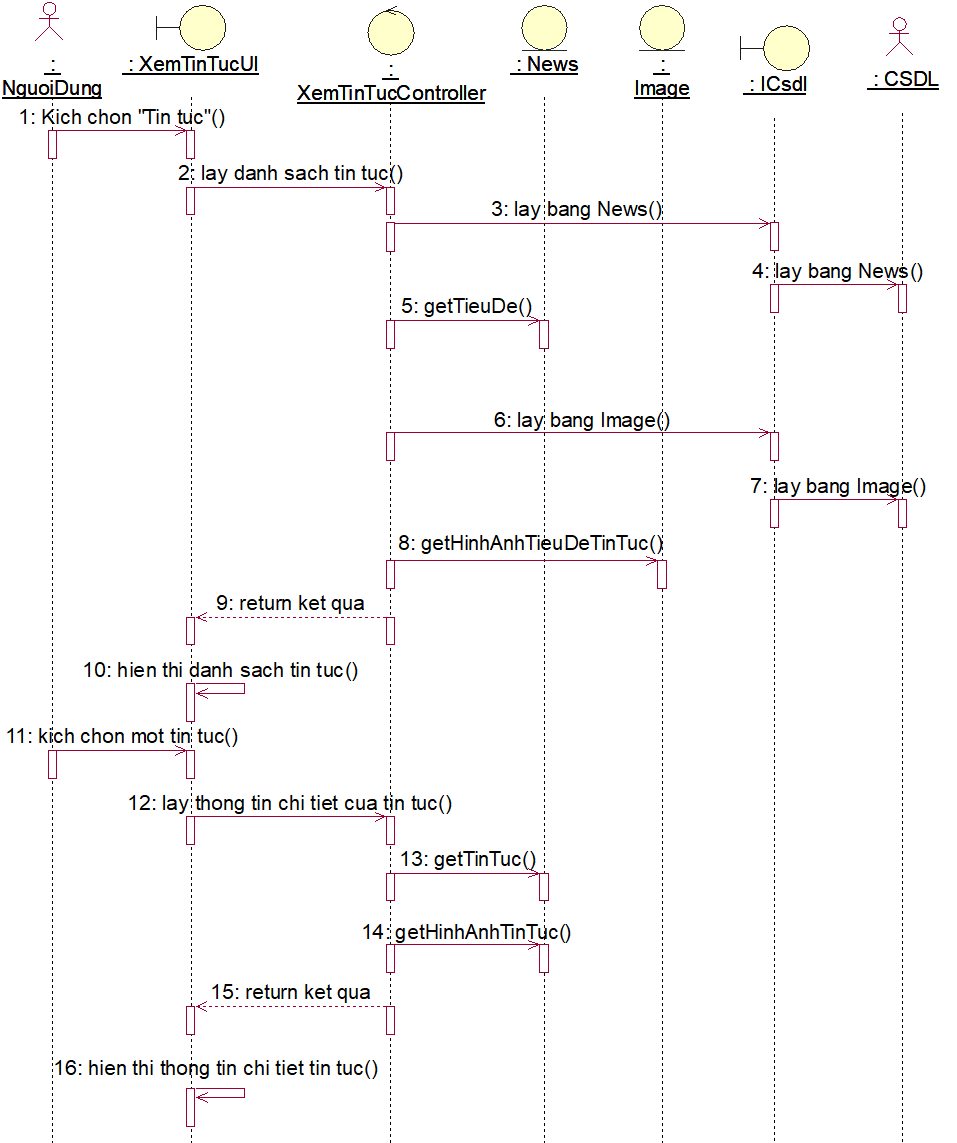 :
NguoiDung
: XemTinTucUI
:
XemTinTucController
: News
:
Image
: ICsdl
: CSDL
1: Kich chon "Tin tuc"()
2: lay danh sach tin tuc()
3: lay bang News()
4: lay bang News()
5: getTieuDe()
6: lay bang Image()
7: lay bang Image()
8: getHinhAnhTieuDeTinTuc()
9: return ket qua
10: hien thi danh sach tin tuc()
11: kich chon mot tin tuc()
12: lay thong tin chi tiet cua tin tuc()
13: getTinTuc()
14: getHinhAnhTinTuc()
15: return ket qua
16: hien thi thong tin chi tiet tin tuc()